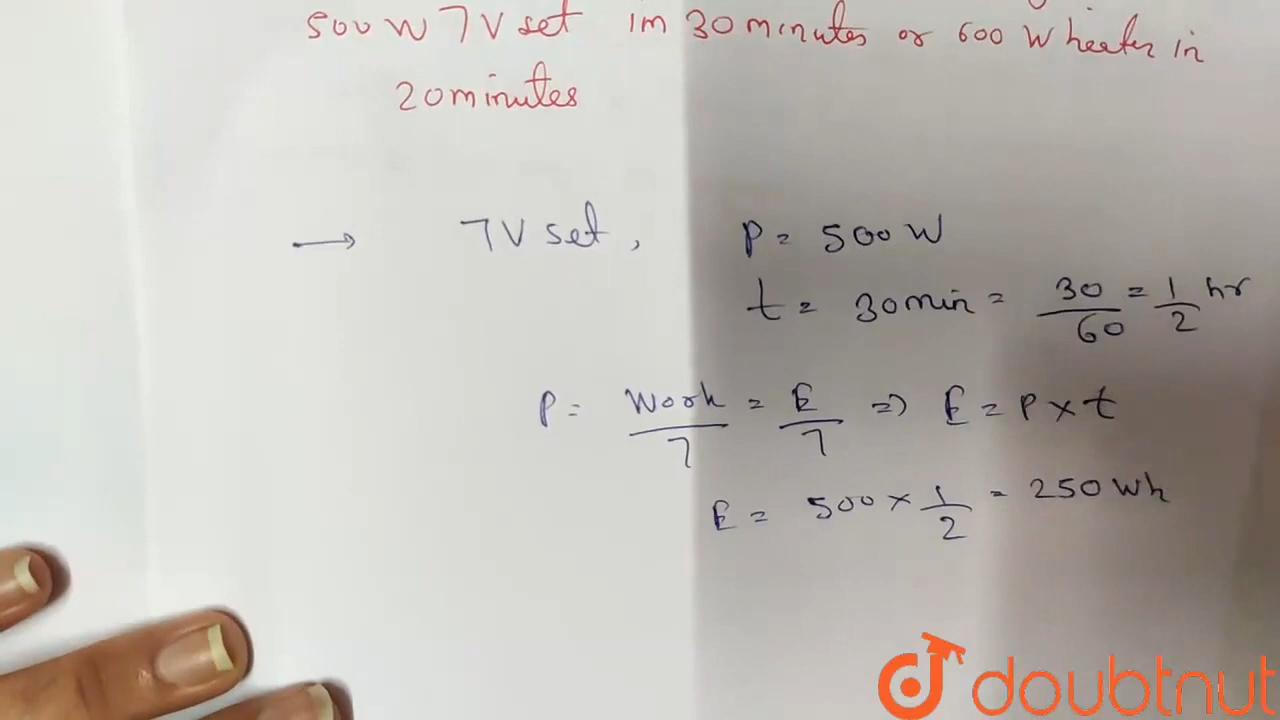 500 W TV set in 30 minutes or 600 W heater in
20 minutes
→ TV set, P = 500 W
t = 30 min = 30/60 = 1/2 hr
P = Work/T = E/T ⇒ E = P × t
E = 500 × 1/2 = 250 Wh
doubtnut